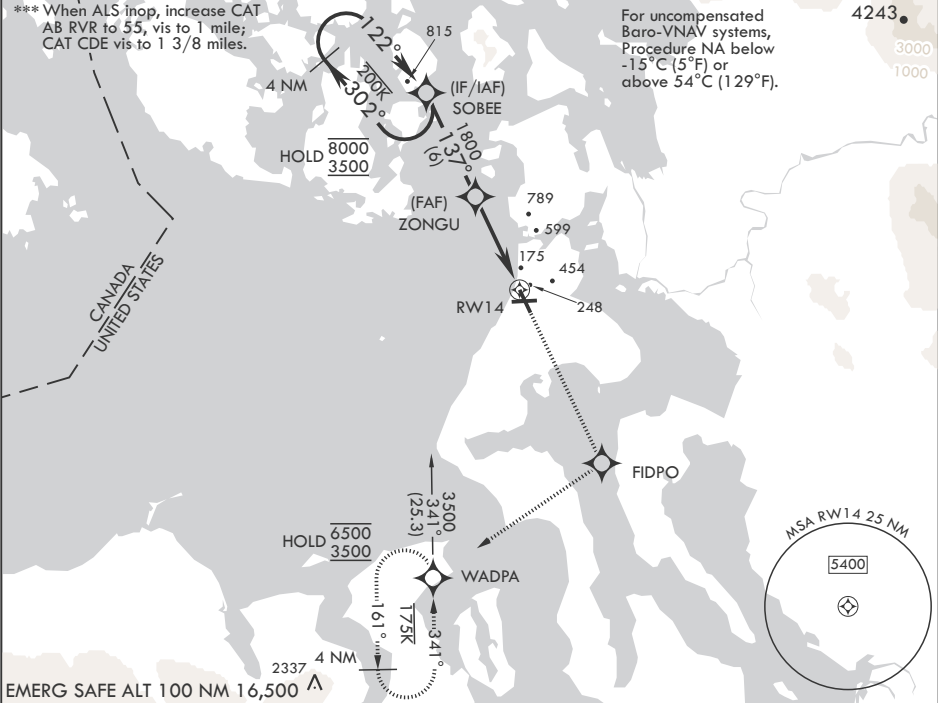 *** When ALS inop, increase CAT
AB RVR to 55, vis to 1 mile;
CAT CDE vis to 1 3/8 miles.
For uncompensated
Baro-VNAV systems,
Procedure NA below
-15°C (5°F) or
above 54°C (129°F).
4243
3000
1000
122°
815
4 NM
200K
302°
(IF/IAF)
SOBEE
HOLD 8000
3500
1800
137°
(6)
(FAF)
ZONGU
789
599
175
454
248
RW14
CANADA
UNITED STATES
FIDPO
3500
341°
(25.3)
HOLD 6500
3500
WADPA
161°
175K
341°
4 NM
2337
EMERG SAFE ALT 100 NM 16,500
MSA RW14 25 NM
5400